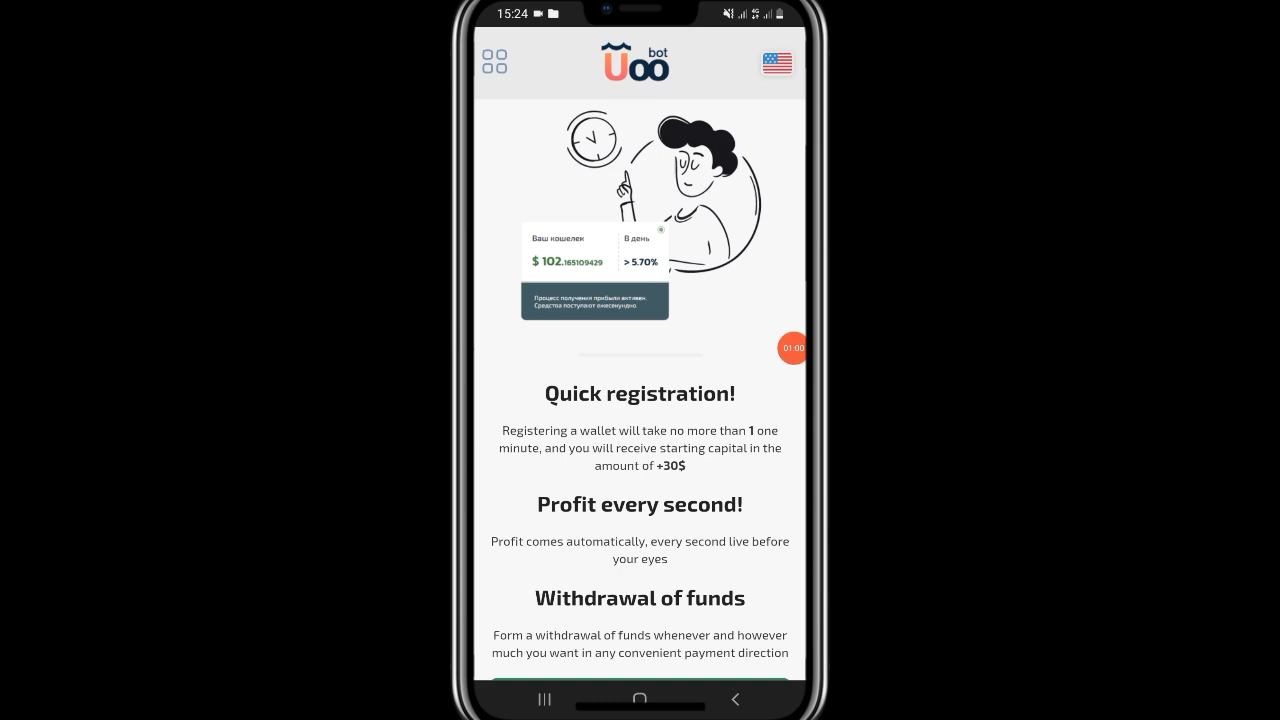 15:24
4G
bot
Uoo
Ваш кошелек
В день
$ 102.165109429
> 5.70%
Процесс получения прибыли активен.
Средства поступают ежесекундно.
01:00
Quick registration!
Registering a wallet will take no more than 1 one
minute, and you will receive starting capital in the
amount of +30$
Profit every second!
Profit comes automatically, every second live before
your eyes
Withdrawal of funds
Form a withdrawal of funds whenever and however
much you want in any convenient payment direction